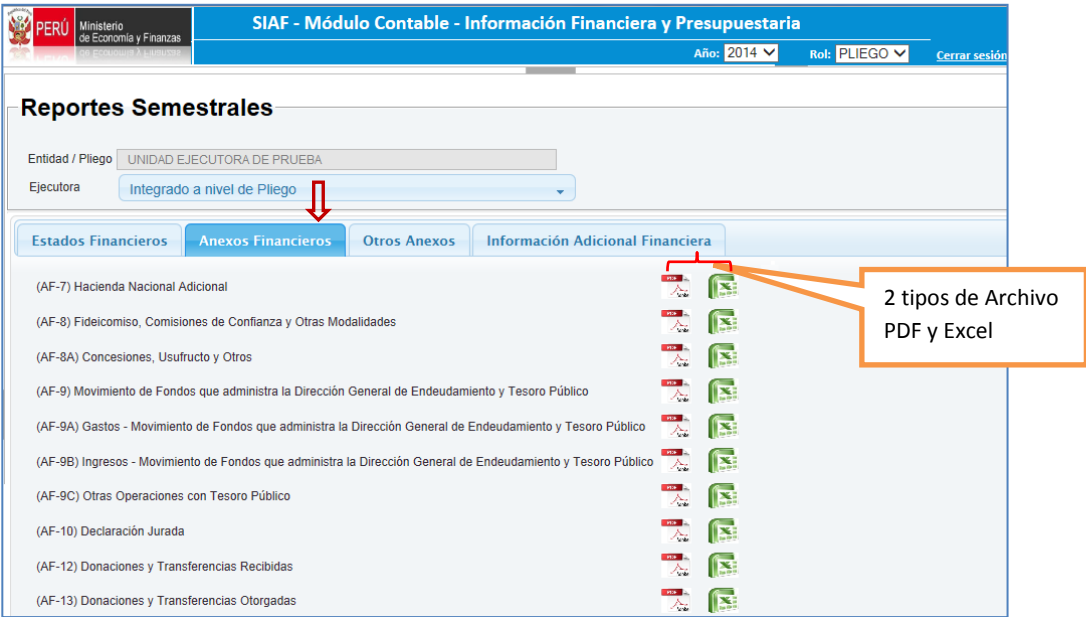 PERÚ
Ministerio
de Economía y Finanzas
SIAF - Módulo Contable - Información Financiera y Presupuestaria
Año: 2014
Rol: PLIEGO
Cerrar sesión
Reportes Semestrales
Entidad / Pliego UNIDAD EJECUTORA DE PRUEBA
Ejecutora Integrado a nivel de Pliego
Estados Financieros
Anexos Financieros
Otros Anexos
Información Adicional Financiera
2 tipos de Archivo
PDF y Excel
(AF-7) Hacienda Nacional Adicional
(AF-8) Fideicomiso, Comisiones de Confianza y Otras Modalidades
(AF-8A) Concesiones, Usufructo y Otros
(AF-9) Movimiento de Fondos que administra la Dirección General de Endeudamiento y Tesoro Público
(AF-9A) Gastos - Movimiento de Fondos que administra la Dirección General de Endeudamiento y Tesoro Público
(AF-9B) Ingresos - Movimiento de Fondos que administra la Dirección General de Endeudamiento y Tesoro Público
(AF-9C) Otras Operaciones con Tesoro Público
(AF-10) Declaración Jurada
(AF-12) Donaciones y Transferencias Recibidas
(AF-13) Donaciones y Transferencias Otorgadas